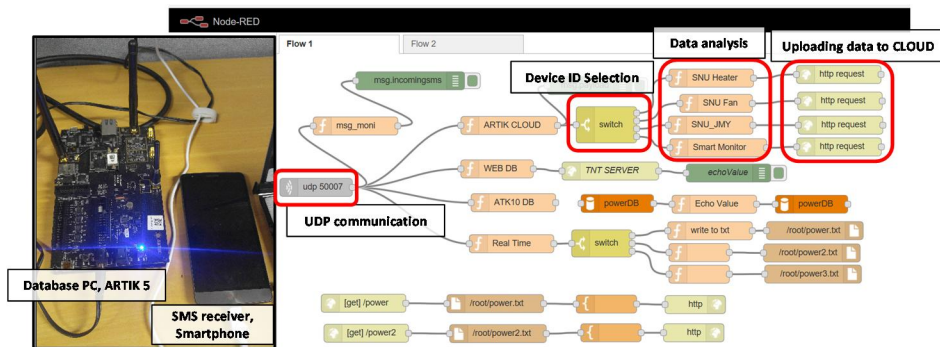 Node-RED
Flow 1
Flow 2
Data analysis
Uploading data to CLOUD
Device ID Selection
msg.incomingsms
SNU Heater
http request
SNU Fan
http request
msg_moni
ARTIK CLOUD
switch
SNU_JMY
http request
Smart Monitor
http request
WEB DB
TNT SERVER
echoValue
udp 50007
UDP communication
ATK10 DB
powerDB
Echo Value
powerDB
Real Time
switch
write to txt
/root/power.txt
/root/power2.txt
/root/power3.txt
Database PC, ARTIK 5
SMS receiver,
Smartphone
[get] /power
/root/power.txt
{
http
[get] /power2
/root/power2.txt
{
http